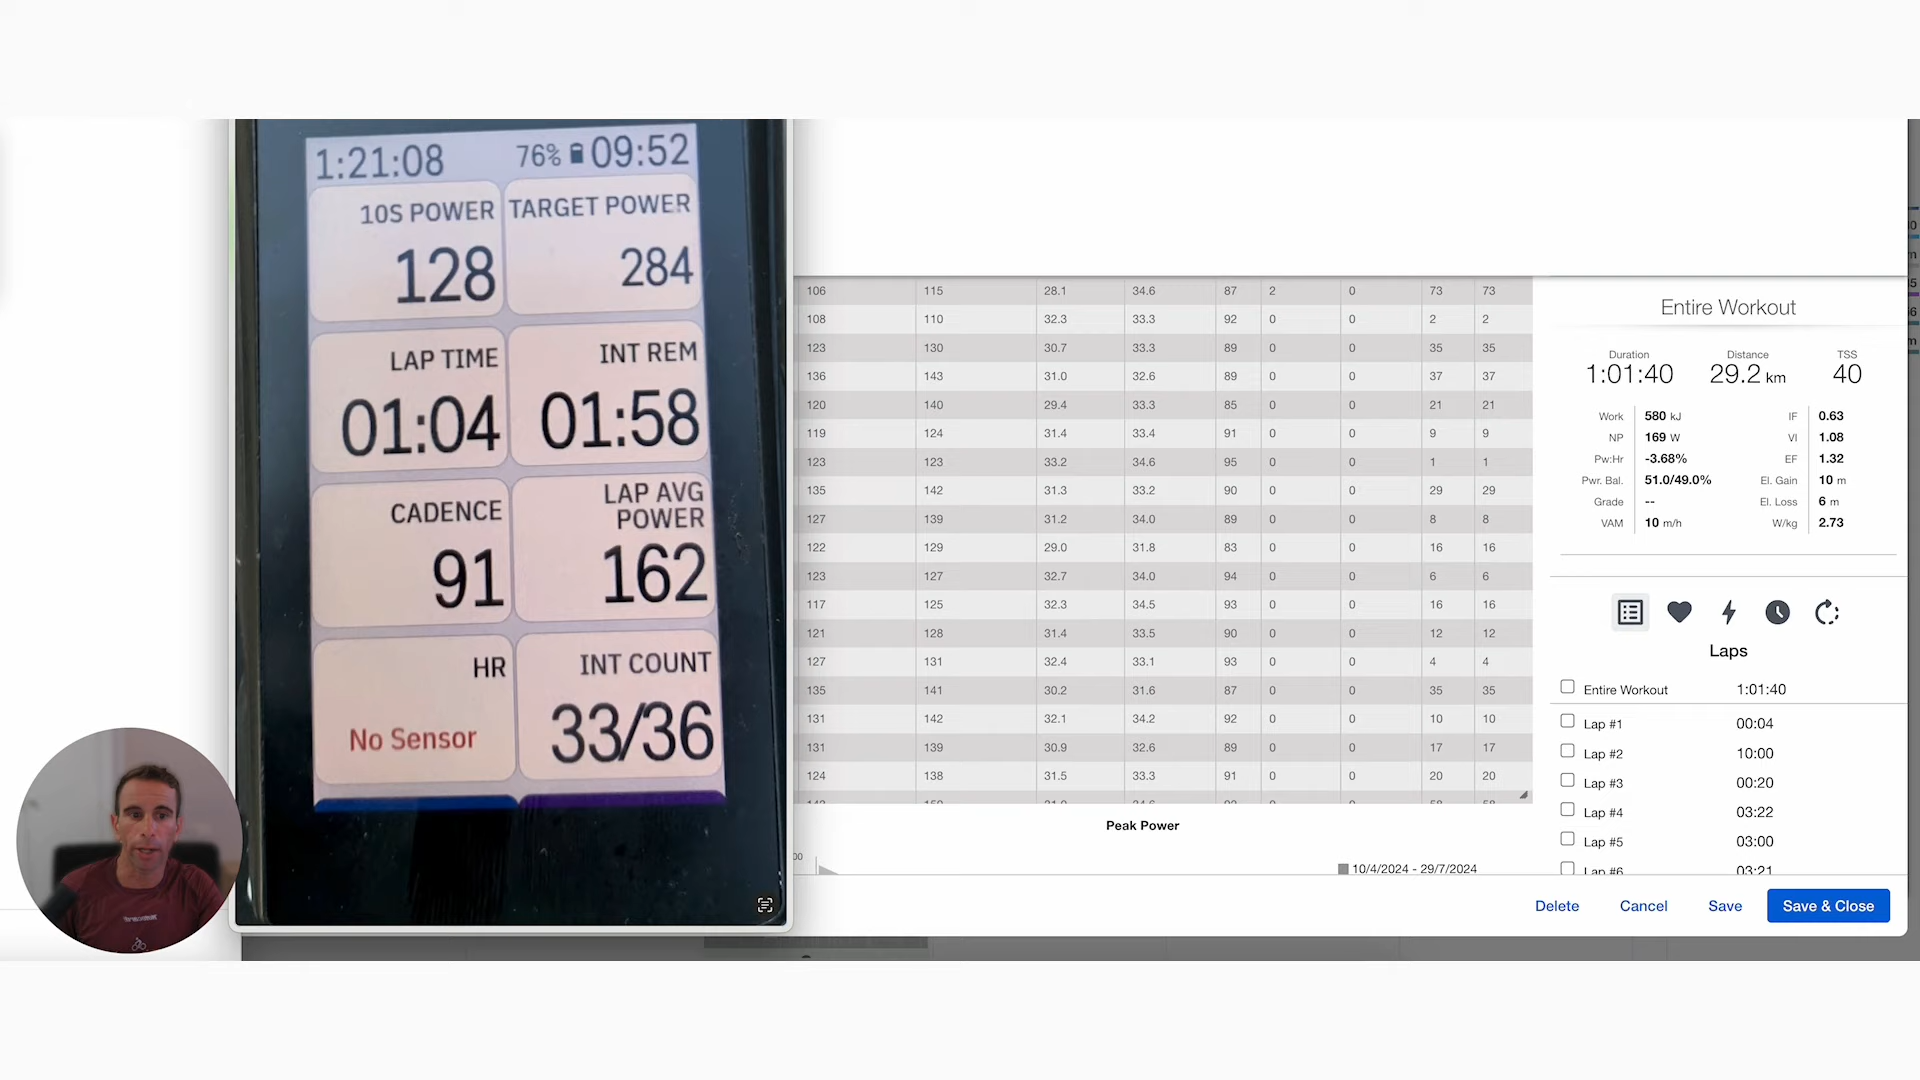 1:21:08 76% 09:52
10S POWER TARGET POWER
128 284
LAP TIME INT REM
01:04 01:58
CADENCE LAP AVG POWER
91 162
HR INT COUNT
No Sensor 33/36
106 115 28.1 34.6 87 2 0 73 73
108 110 32.3 33.3 92 0 0 2 2
123 130 30.7 33.3 89 0 0 35 35
136 143 31.0 32.6 89 0 0 37 37
120 140 29.4 33.3 85 0 0 21 21
119 124 31.4 33.4 91 0 0 9 9
123 123 33.2 34.6 95 0 0 1 1
135 142 31.3 33.2 90 0 0 29 29
127 139 31.2 34.0 89 0 0 8 8
122 129 29.0 31.8 83 0 0 16 16
123 127 32.7 34.0 94 0 0 6 6
117 125 32.3 34.5 93 0 0 16 16
121 128 31.4 33.5 90 0 0 12 12
127 131 32.4 33.1 93 0 0 4 4
135 141 30.2 31.6 87 0 0 35 35
131 142 32.1 34.2 92 0 0 10 10
131 139 30.9 32.6 89 0 0 17 17
124 138 31.5 33.3 91 0 0 20 20
Peak Power
10/4/2024 - 29/7/2024
Entire Workout
Duration Distance TSS
1:01:40 29.2 km 40
Work 580 kJ IF 0.63
NP 169 W VI 1.08
Pw:Hr -3.68% EF 1.32
Pwr. Bal. 51.0/49.0% El. Gain 10 m
Grade -- El. Loss 6 m
VAM 10 m/h W/kg 2.73
Laps
Entire Workout 1:01:40
Lap #1 00:04
Lap #2 10:00
Lap #3 00:20
Lap #4 03:22
Lap #5 03:00
Lap #6 03:21
Delete Cancel Save Save & Close